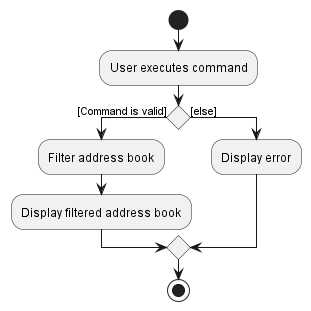 User executes command
[Command is valid]
[else]
Filter address book
Display error
Display filtered address book